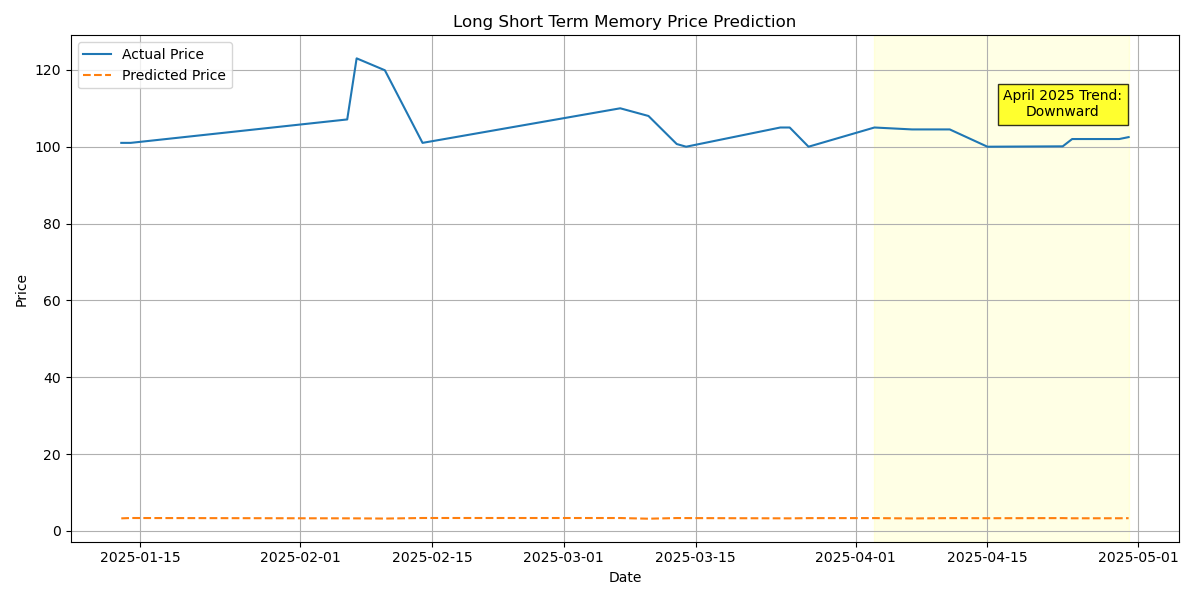 Long Short Term Memory Price Prediction
Actual Price
Predicted Price
April 2025 Trend:
Downward
120
100
80
60
40
20
0
Price
2025-01-15
2025-02-01
2025-02-15
2025-03-01
2025-03-15
2025-04-01
2025-04-15
2025-05-01
Date